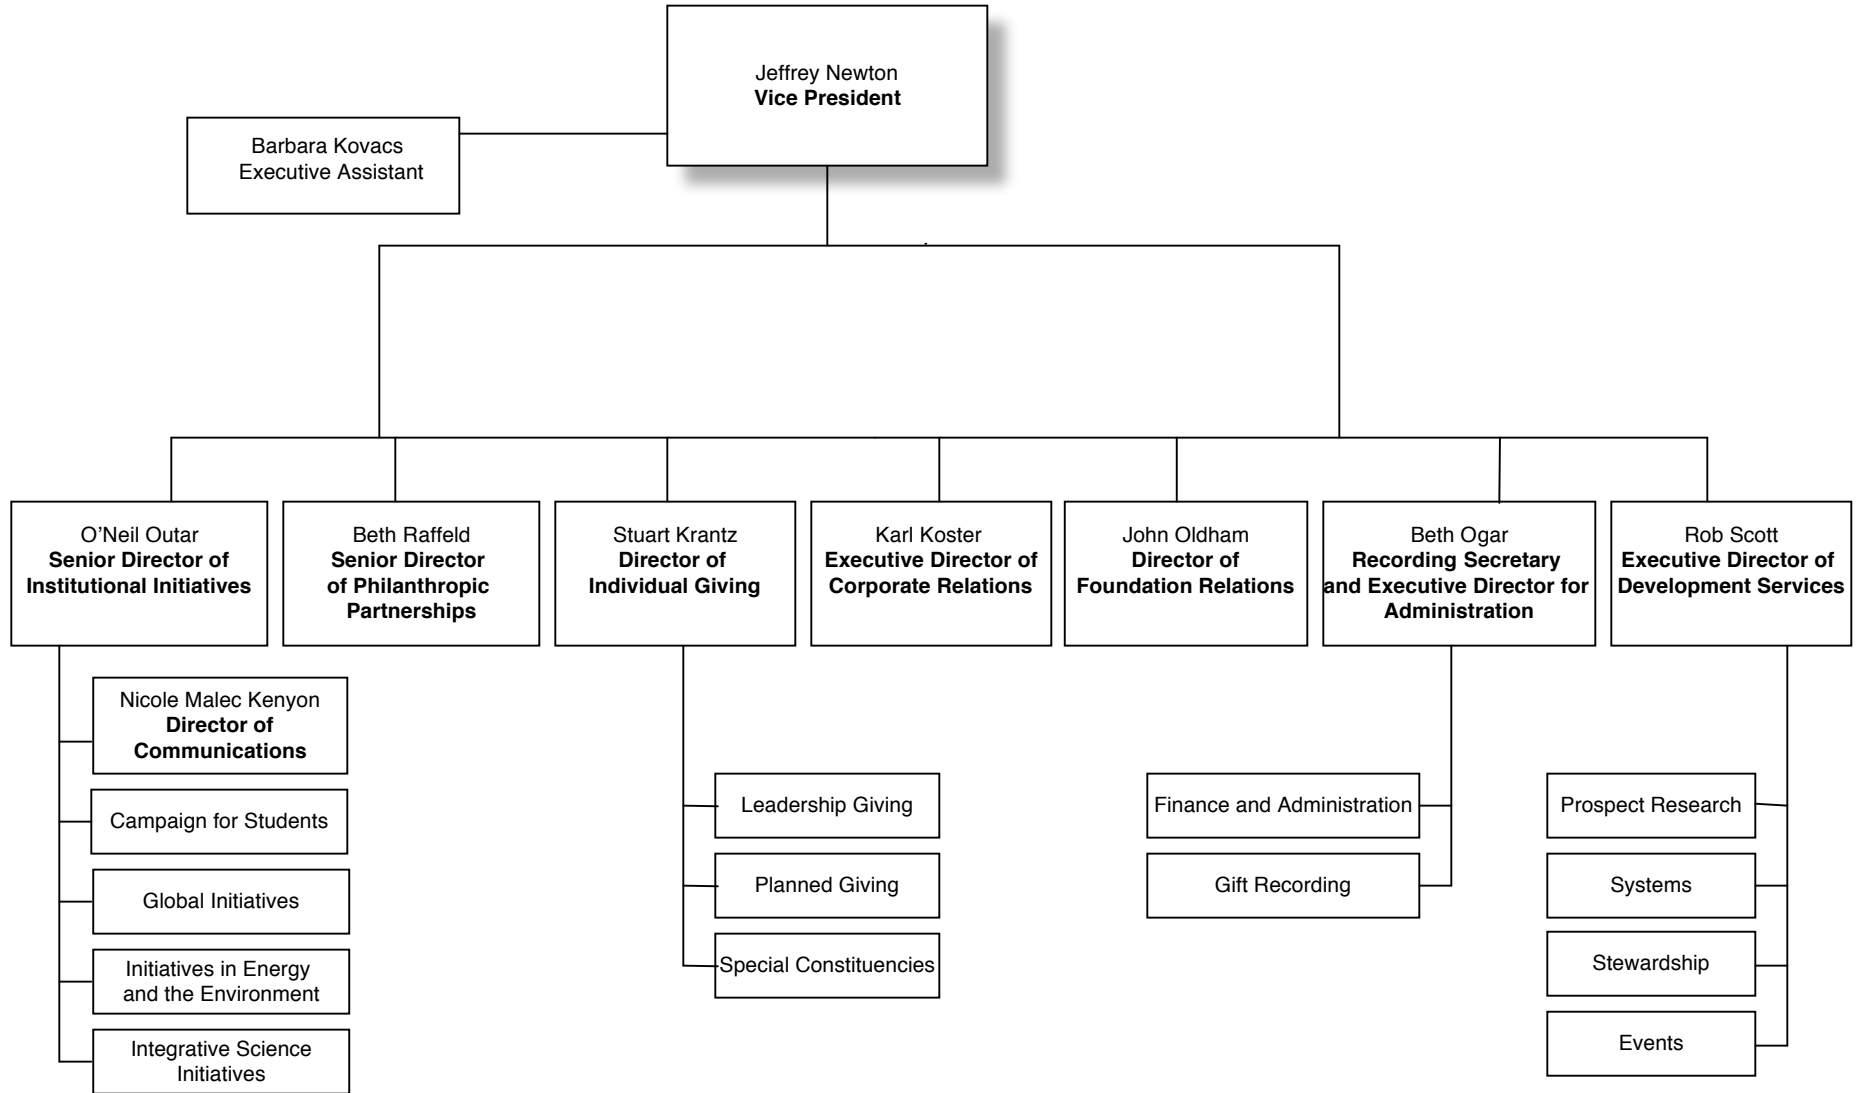 Jeffrey Newton
Vice President
Barbara Kovacs
Executive Assistant
O’Neil Outar
Senior Director of
Institutional Initiatives
Beth Raffeld
Senior Director
of Philanthropic
Partnerships
Stuart Krantz
Director of
Individual Giving
Karl Koster
Executive Director of
Corporate Relations
John Oldham
Director of
Foundation Relations
Beth Ogar
Recording Secretary
and Executive Director for
Administration
Rob Scott
Executive Director of
Development Services
Nicole Malec Kenyon
Director of
Communications
Campaign for Students
Global Initiatives
Initiatives in Energy
and the Environment
Integrative Science
Initiatives
Leadership Giving
Planned Giving
Special Constituencies
Finance and Administration
Gift Recording
Prospect Research
Systems
Stewardship
Events